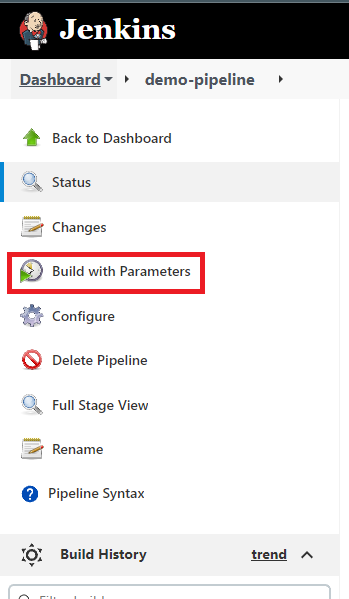 Jenkins
Dashboard demo-pipeline
Back to Dashboard
Status
Changes
Build with Parameters
Configure
Delete Pipeline
Full Stage View
Rename
Pipeline Syntax
Build History trend